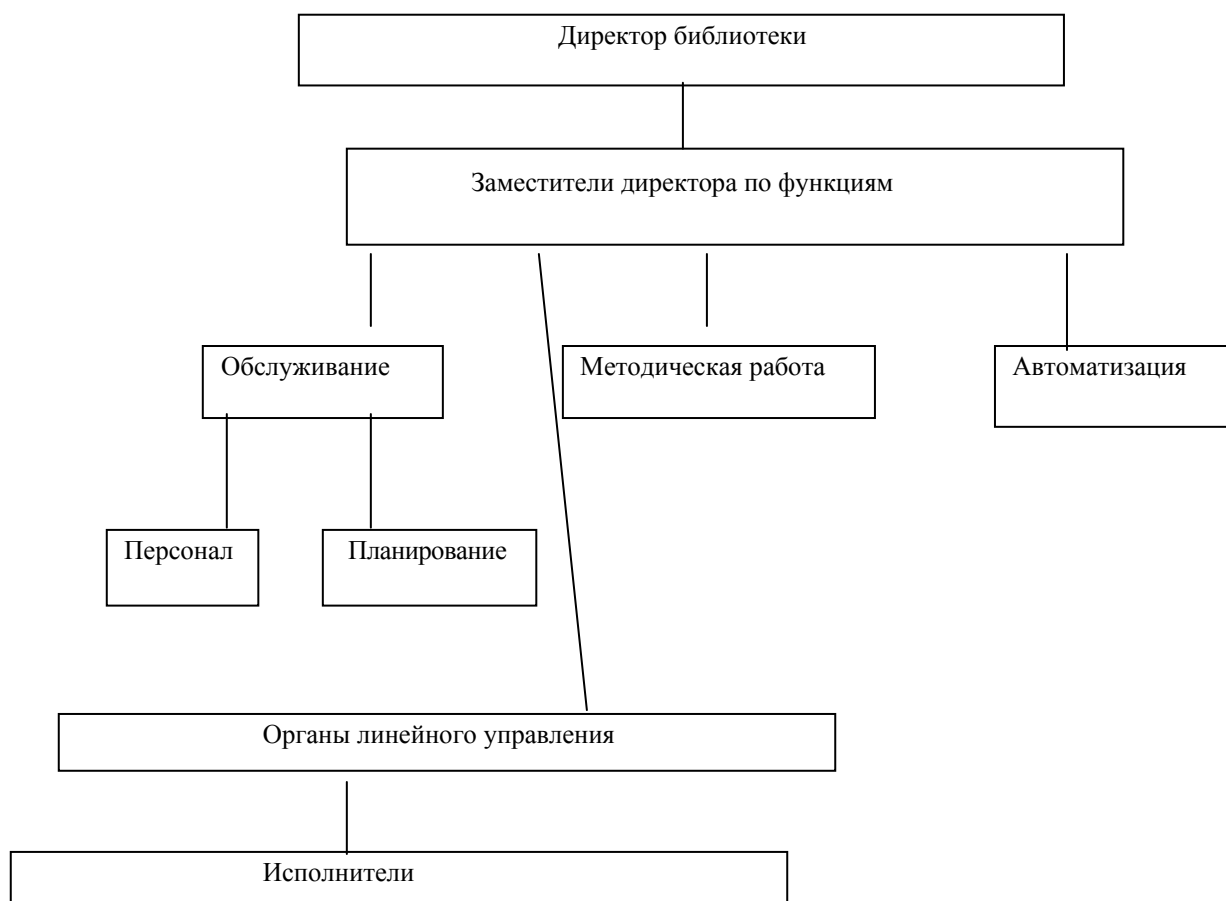 Директор библиотеки
Заместители директора по функциям
Обслуживание
Методическая работа
Автоматизация
Персонал
Планирование
Органы линейного управления
Исполнители